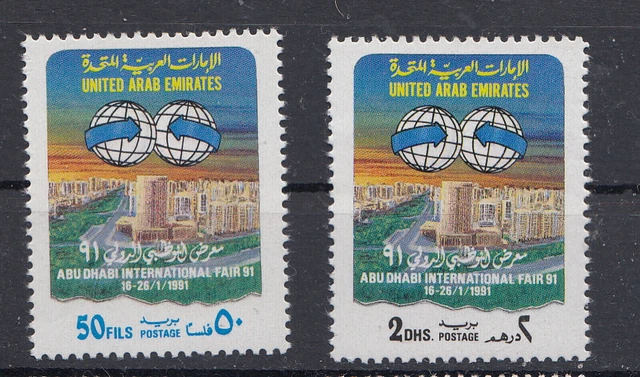 الإمارات العربية المتحدة
UNITED ARAB EMIRATES
معرض أبوظبي الدولي ٩١
ABU DHABI INTERNATIONAL FAIR 91
16-26/1/1991
50 FILS بريد POSTAGE فلسًا ٥٠
الإمارات العربية المتحدة
UNITED ARAB EMIRATES
معرض أبوظبي الدولي ٩١
ABU DHABI INTERNATIONAL FAIR 91
16-26/1/1991
2 DHS. بريد POSTAGE درهم ٢